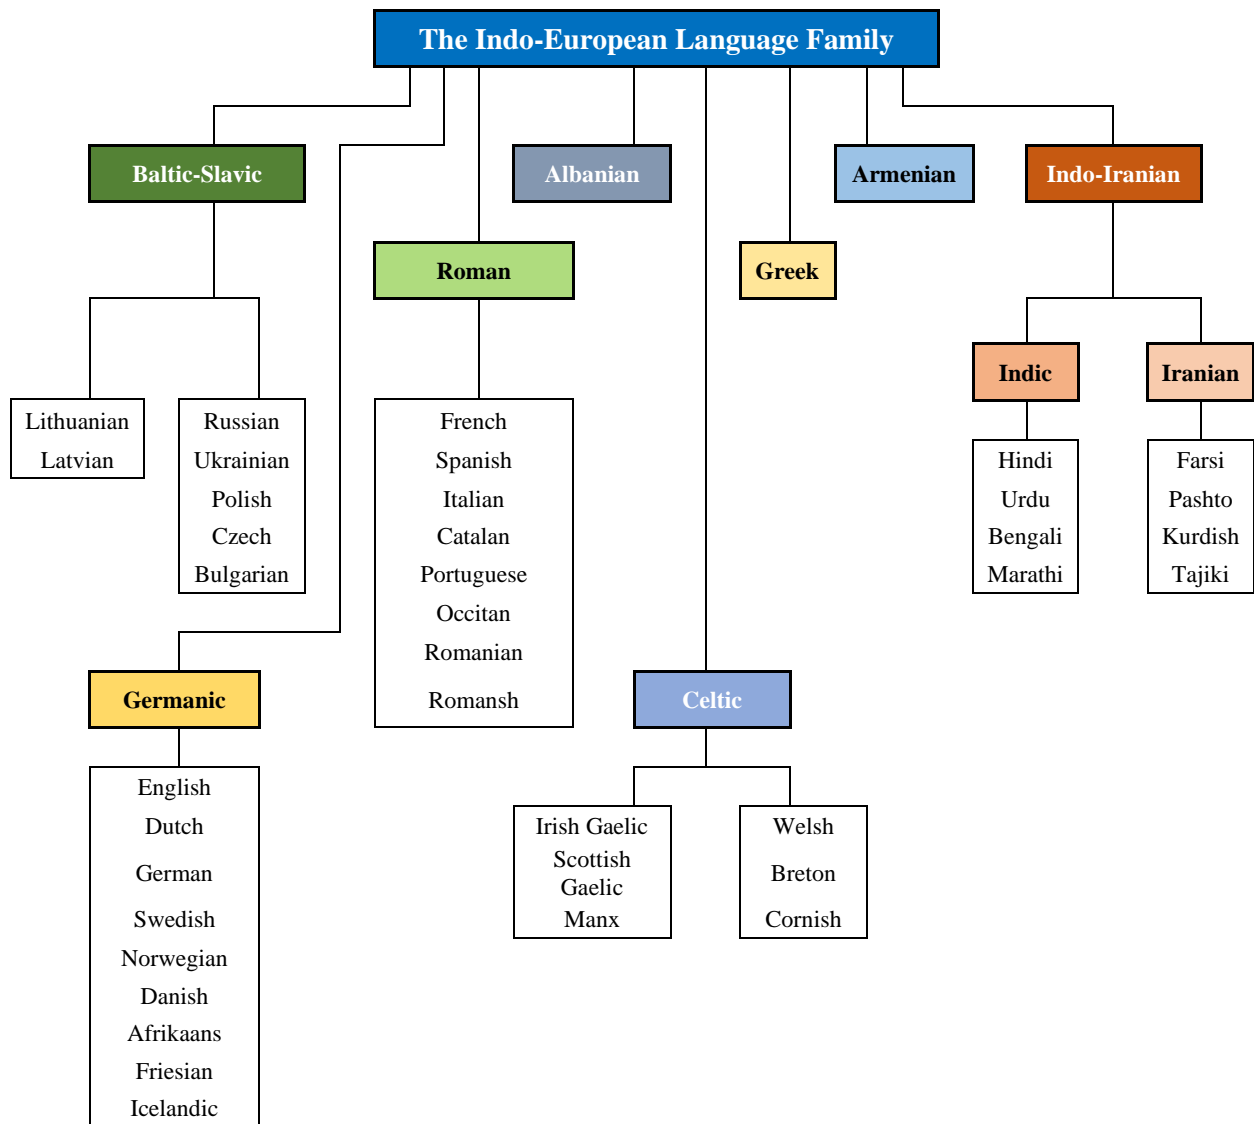 The Indo-European Language Family
Baltic-Slavic
Albanian
Armenian
Indo-Iranian
Roman
Greek
Indic
Iranian
Lithuanian
Latvian
Russian
Ukrainian
Polish
Czech
Bulgarian
French
Spanish
Italian
Catalan
Portuguese
Occitan
Romanian
Romansh
Hindi
Urdu
Bengali
Marathi
Farsi
Pashto
Kurdish
Tajiki
Germanic
Celtic
English
Dutch
German
Swedish
Norwegian
Danish
Afrikaans
Friesian
Icelandic
Irish Gaelic
Scottish
Gaelic
Manx
Welsh
Breton
Cornish